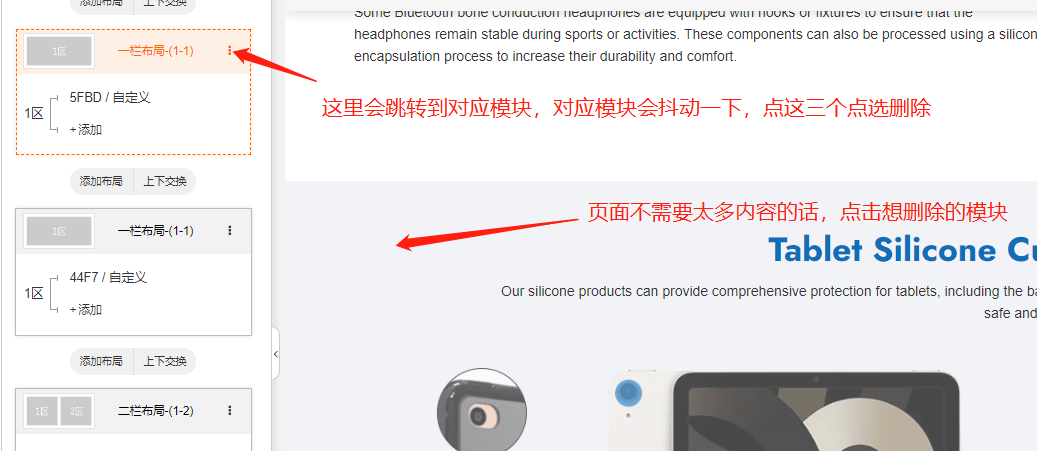 添加布局 上下交换
1区 一栏布局-(1-1)
1区 5FBD / 自定义
+ 添加
添加布局 上下交换
1区 一栏布局-(1-1)
1区 44F7 / 自定义
+ 添加
添加布局 上下交换
1区 2区 二栏布局-(1-2)
Some Bluetooth bone conduction headphones are equipped with hooks or fixtures to ensure that the
headphones remain stable during sports or activities. These components can also be processed using a silicon
encapsulation process to increase their durability and comfort.
这里会跳转到对应模块，对应模块会抖动一下，点这三个点选删除
页面不需要太多内容的话，点击想删除的模块
Tablet Silicone Cu
Our silicone products can provide comprehensive protection for tablets, including the ba
safe and